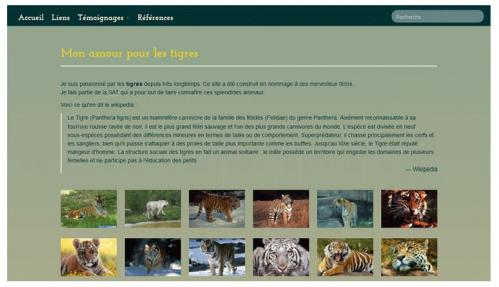 Accueil Liens Témoignages Références Recherche
Mon amour pour les tigres
Je suis passionné par les tigres depuis très longtemps. Ce site a été construit en hommage à ces merveilleux félins...
Je fais partie de la SAT qui a pour but de faire connaître ces splendides animaux.
Voici ce qu'en dit le wikipedia :
Le Tigre (Panthera tigris) est un mammifère carnivore de la famille des félidés (Felidae) du genre Panthera. Aisément reconnaissable à sa
fourrure rousse rayée de noir, il est le plus grand félin sauvage et l'un des plus grands carnivores du monde. L'espèce est divisée en neuf
sous-espèces possédant des différences mineures en termes de taille ou de comportement. Superprédateur, il chasse principalement les cerfs et
les sangliers, bien qu'il puisse s'attaquer à des proies de taille plus importante comme les buffles. Jusqu'au XIXe siècle, le Tigre était réputé
mangeur d'homme. La structure sociale des tigres en fait un animal solitaire ; le mâle possède un territoire qui englobe les domaines de plusieurs
femelles et ne participe pas à l'éducation des petits.
— Wikipedia